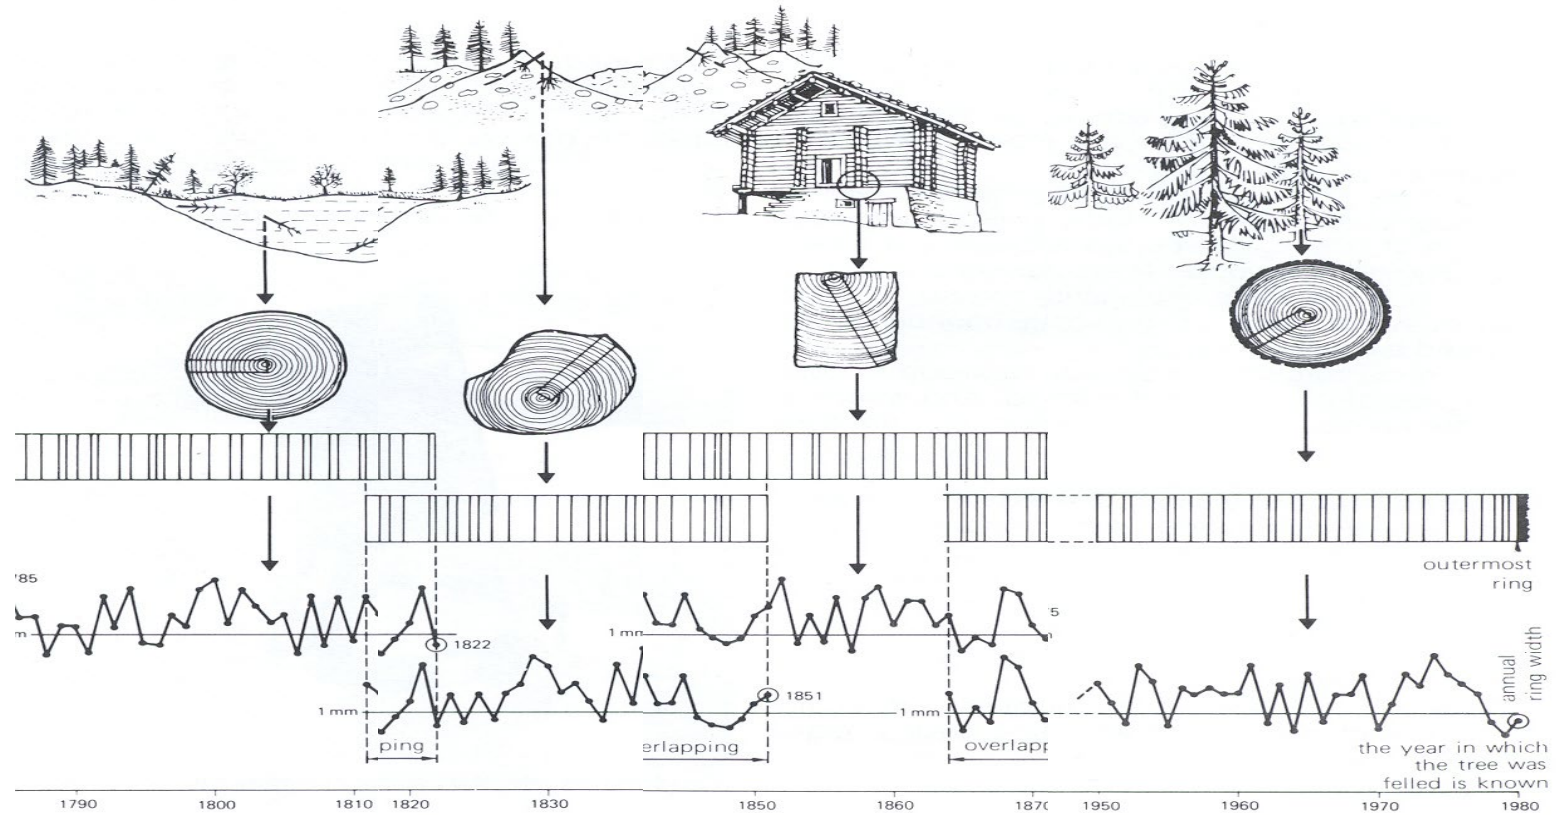 outermost
ring
'85
5
1 mm
m
1822
annual
ring width
1851
1 mm
1 mm
ping
erlapping
overlapp
the year in which
the tree was
felled is known
1790 1800 1810 1820 1830 1850 1860 1870 1950 1960 1970 1980